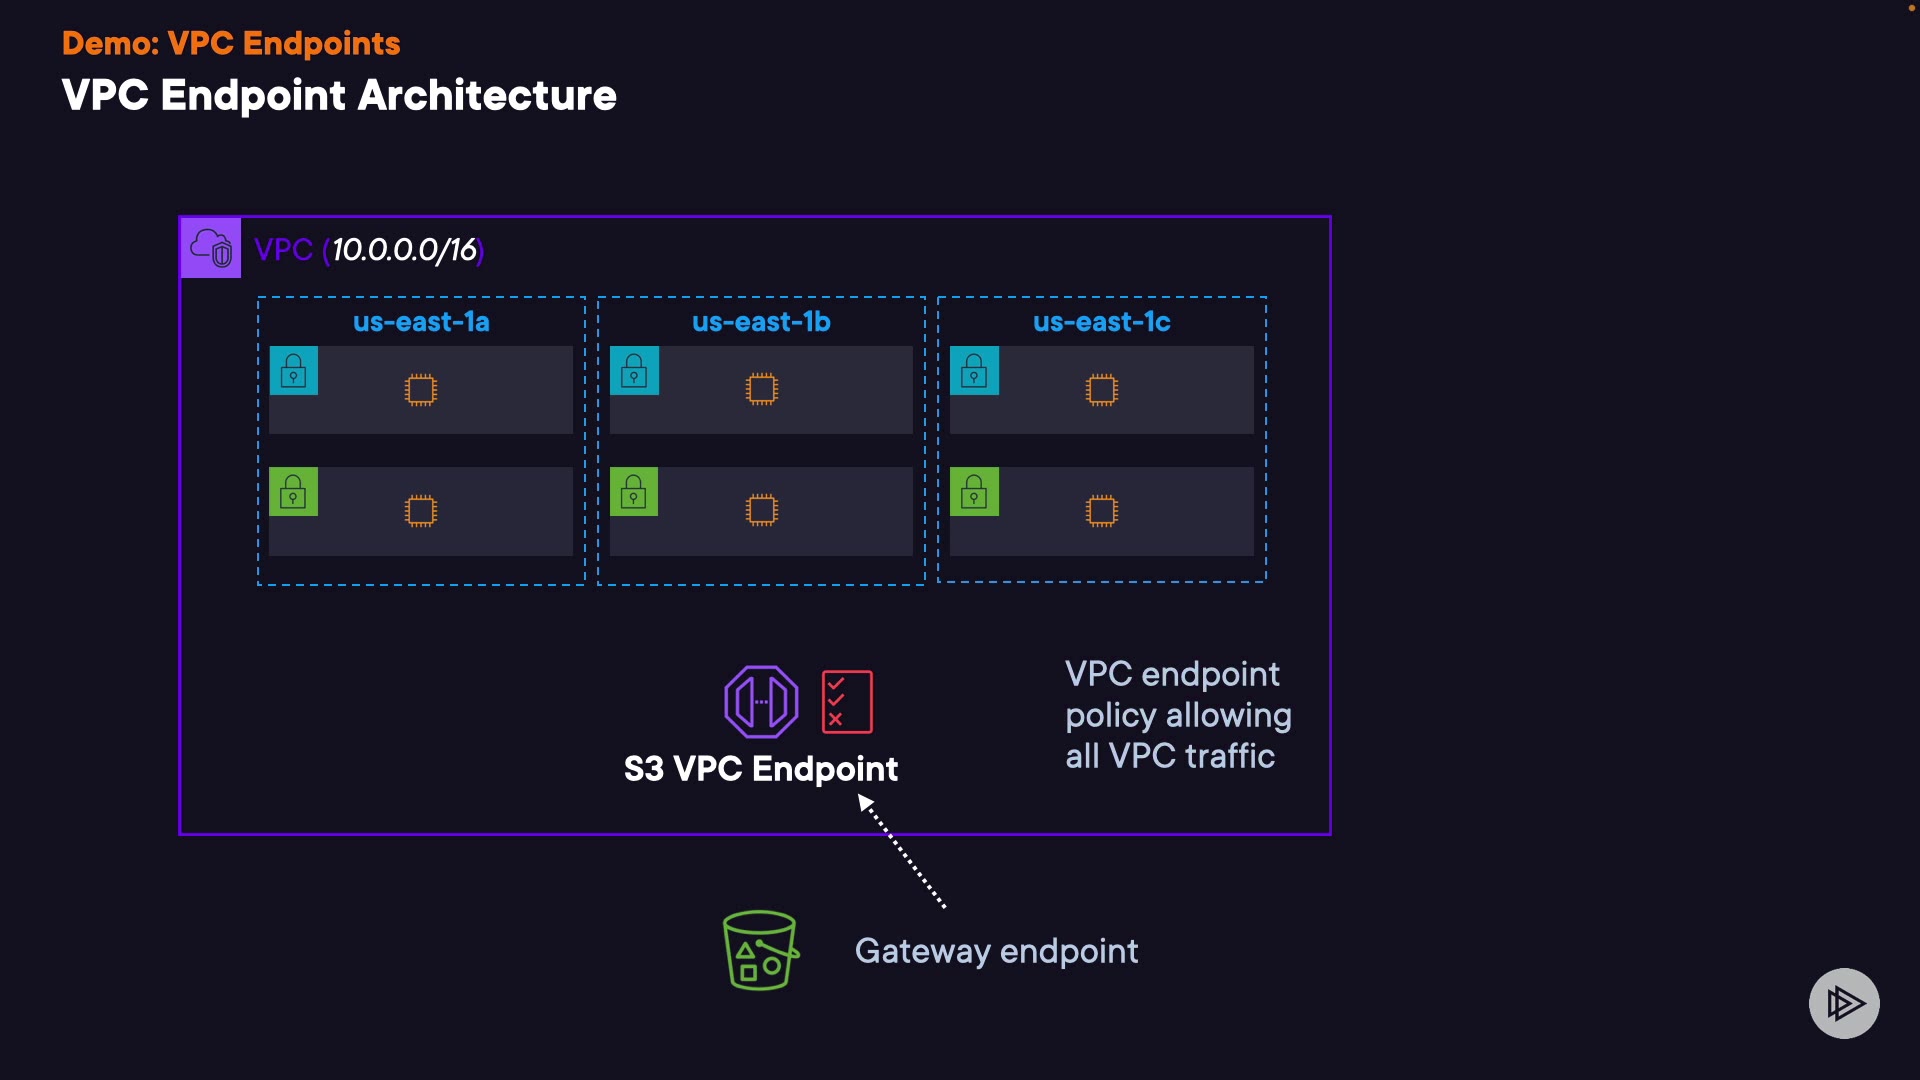 Demo: VPC Endpoints
VPC Endpoint Architecture
VPC (10.0.0.0/16)
us-east-1a
us-east-1b
us-east-1c
VPC endpoint
policy allowing
all VPC traffic
S3 VPC Endpoint
Gateway endpoint